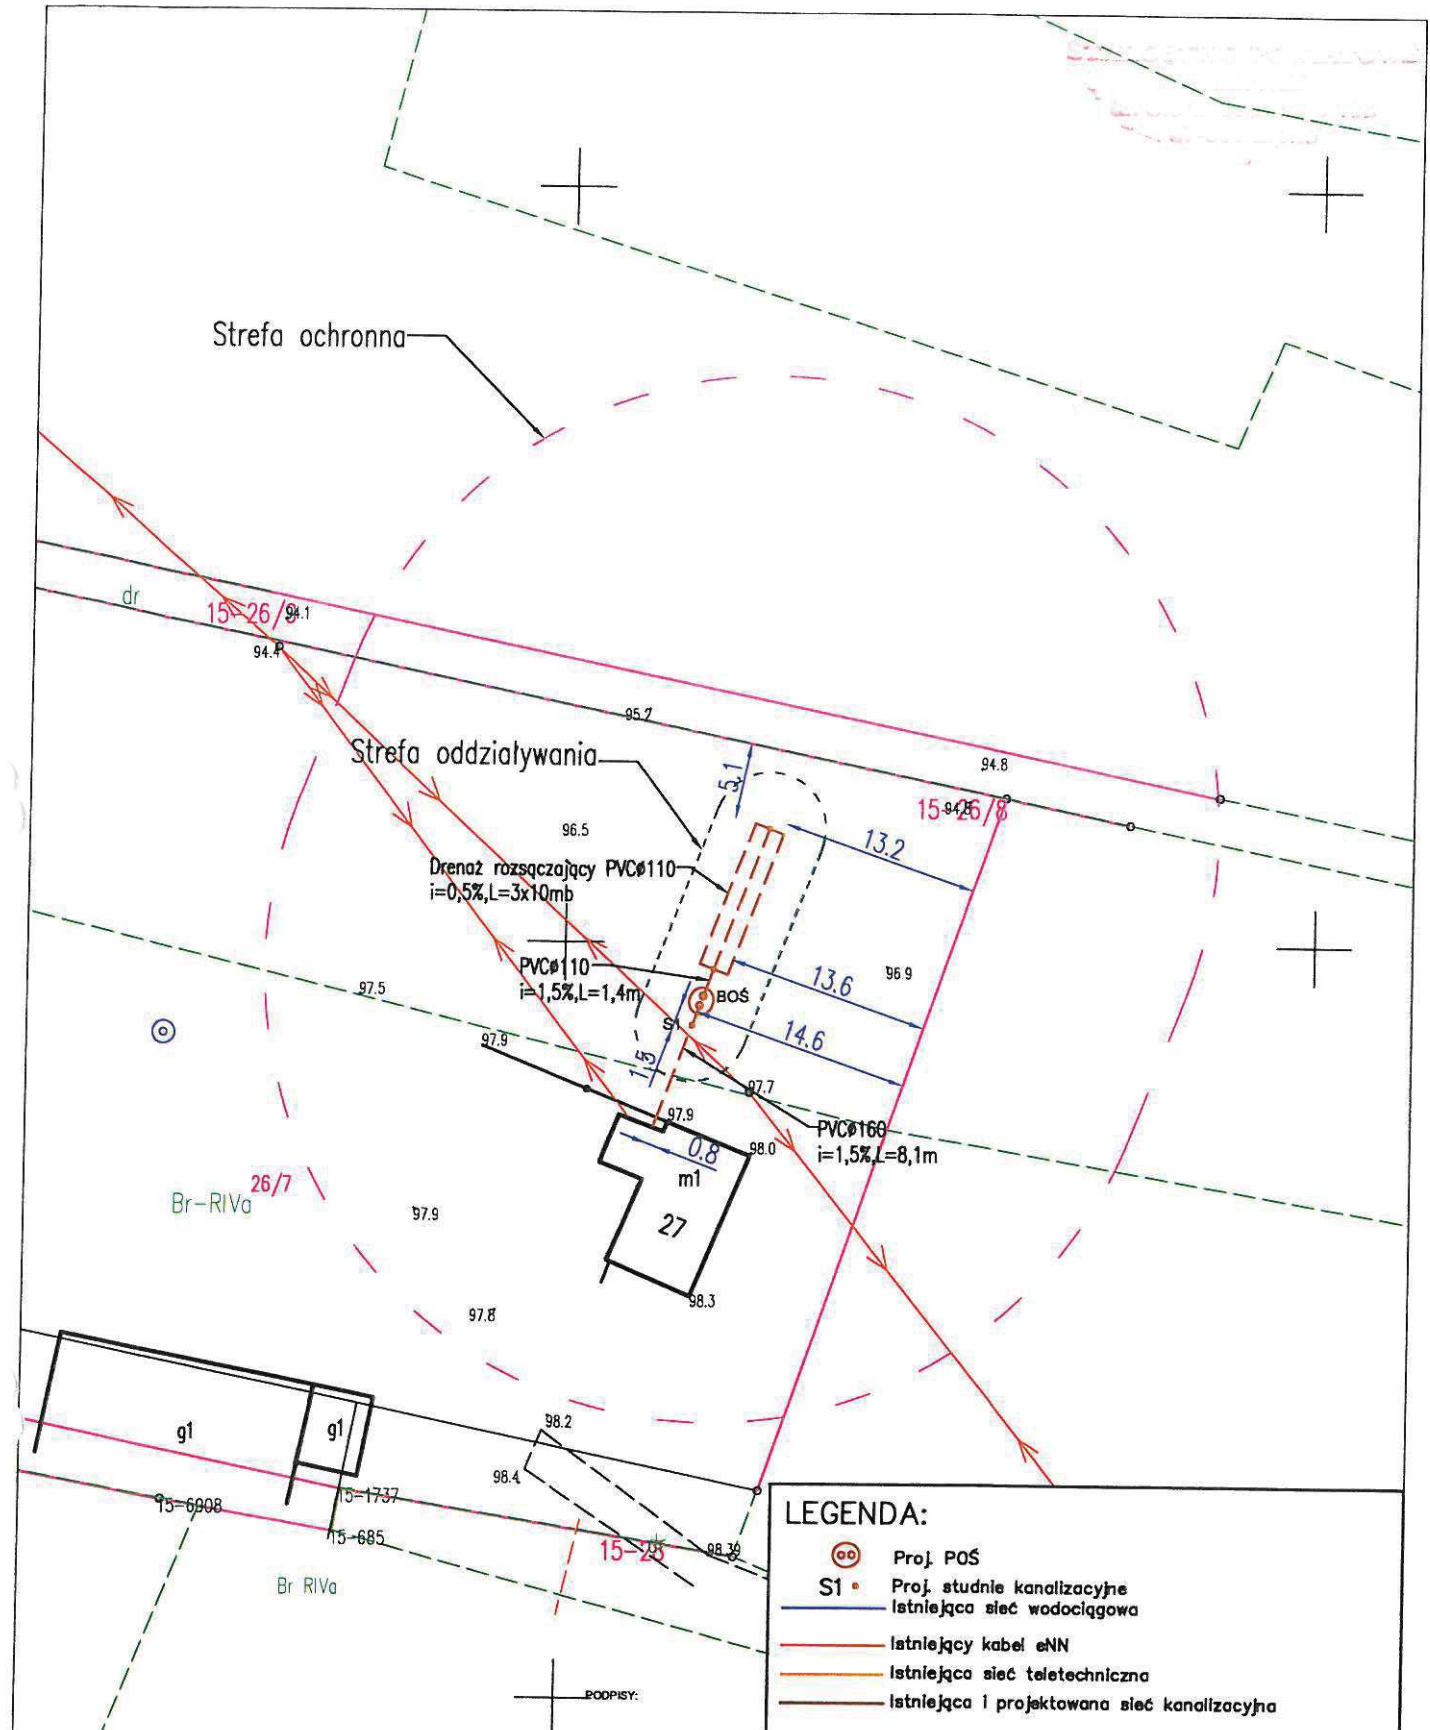 Strefa ochronna
dr
94.1
94.4
95.7
Strefa oddziaływania
5.1
94.8
15-26/8
13.2
96.5
Drenaż rozsączający PVCø110
i=0,5%,L=3x10mb
PVCø110
i=1,5%,L=1,4m
BOŚ
13.6
96.9
97.5
S1
14.6
1.5
97.9
97.7
97.9
PVCø160
i=1,5%,L=8,1m
98.0
0.8
m1
26/7
Br-RIVa
97.9
27
98.3
97.8
g1
g1
98.2
98.4
15-6908
15-1737
15-685
15-28
98.39
Br RIVa
PODPISY:
LEGENDA:
Proj. POŚ
S1 Proj. studnie kanalizacyjne
Istniejąca sieć wodociągowa
Istniejący kabel eNN
Istniejąca sieć teletechniczna
Istniejąca i projektowana sieć kanalizacyjna